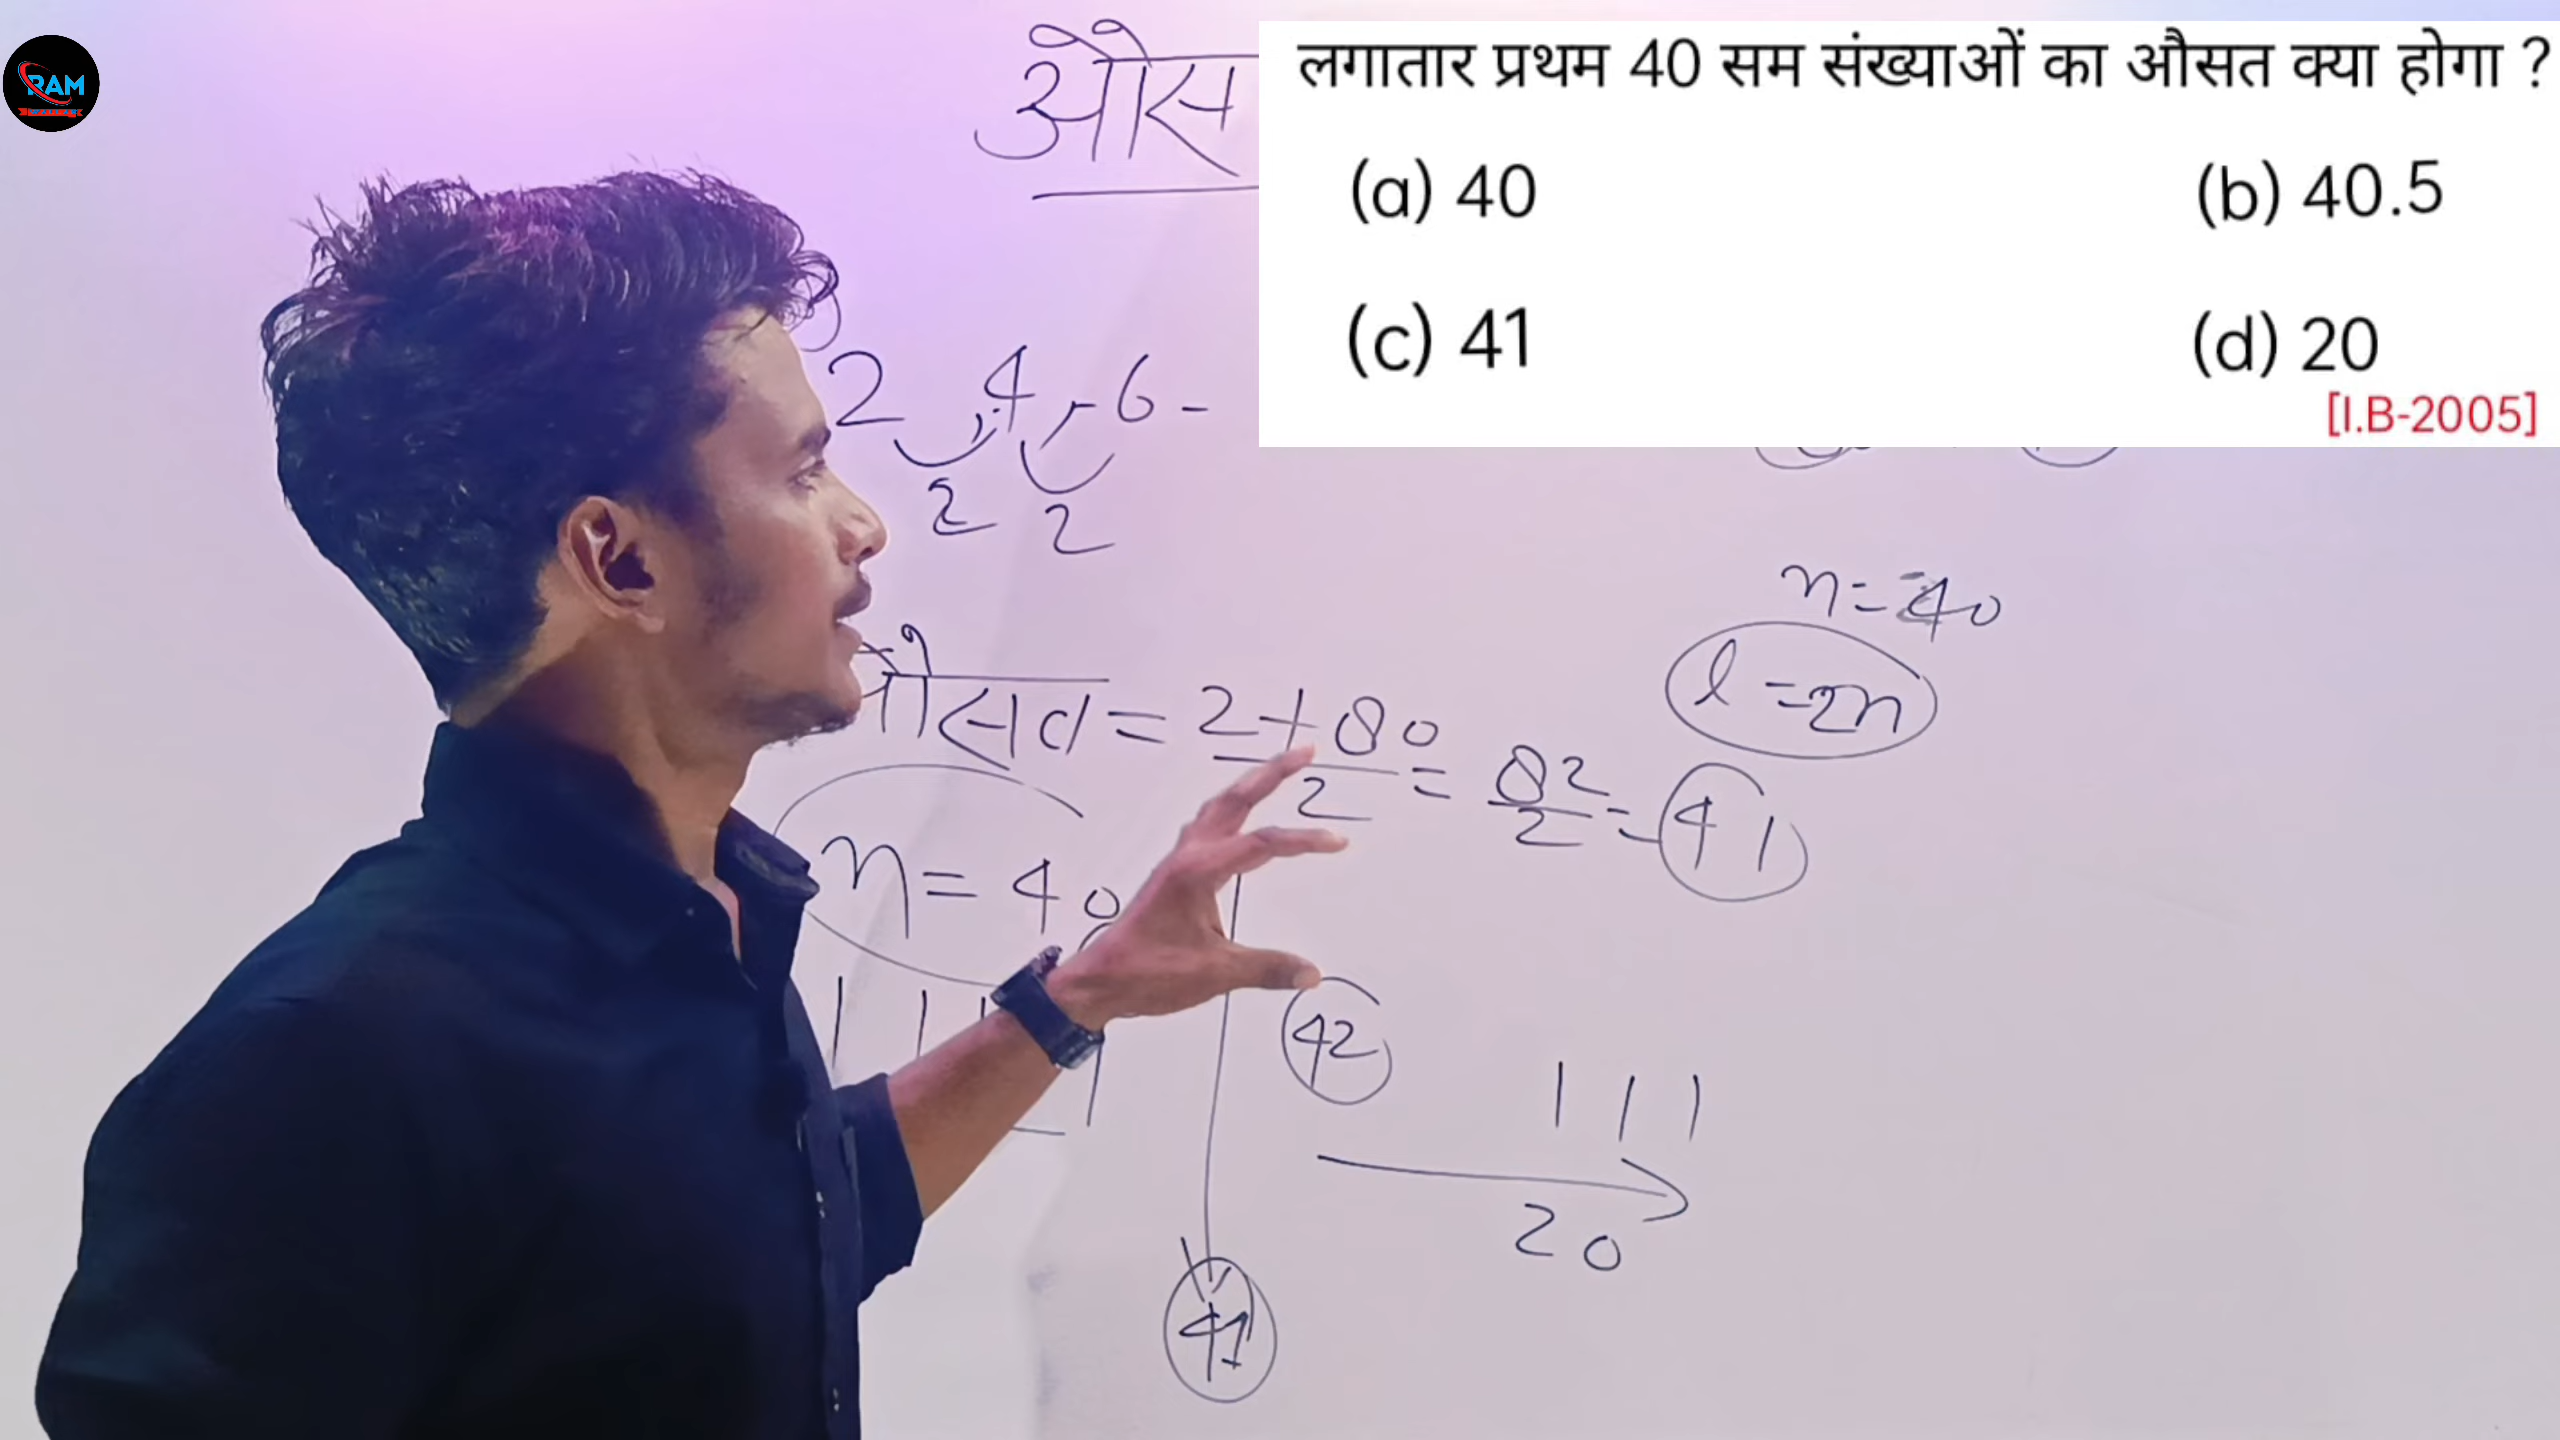 RAM
औस
लगातार प्रथम 40 सम संख्याओं का औसत क्या होगा ?
(a) 40 (b) 40.5
(c) 41 (d) 20
[I.B-2005]
2, 4, - 6 -
2 2
n = 40
l = 2n
औसत = 2+80/2 = 82/2 = 41
n = 40
42
20
41